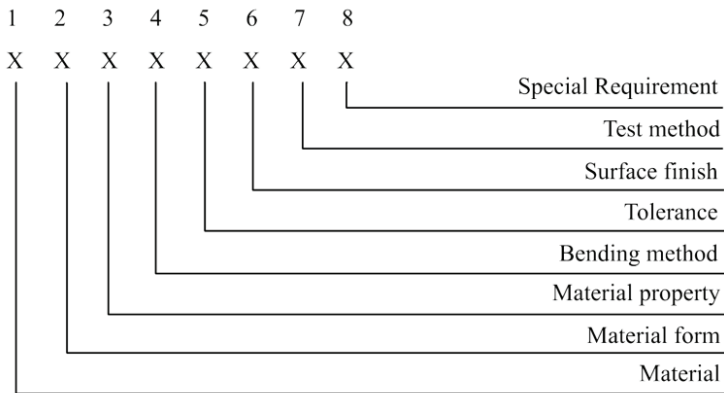 1 2 3 4 5 6 7 8
X X X X X X X X
Special Requirement
Test method
Surface finish
Tolerance
Bending method
Material property
Material form
Material